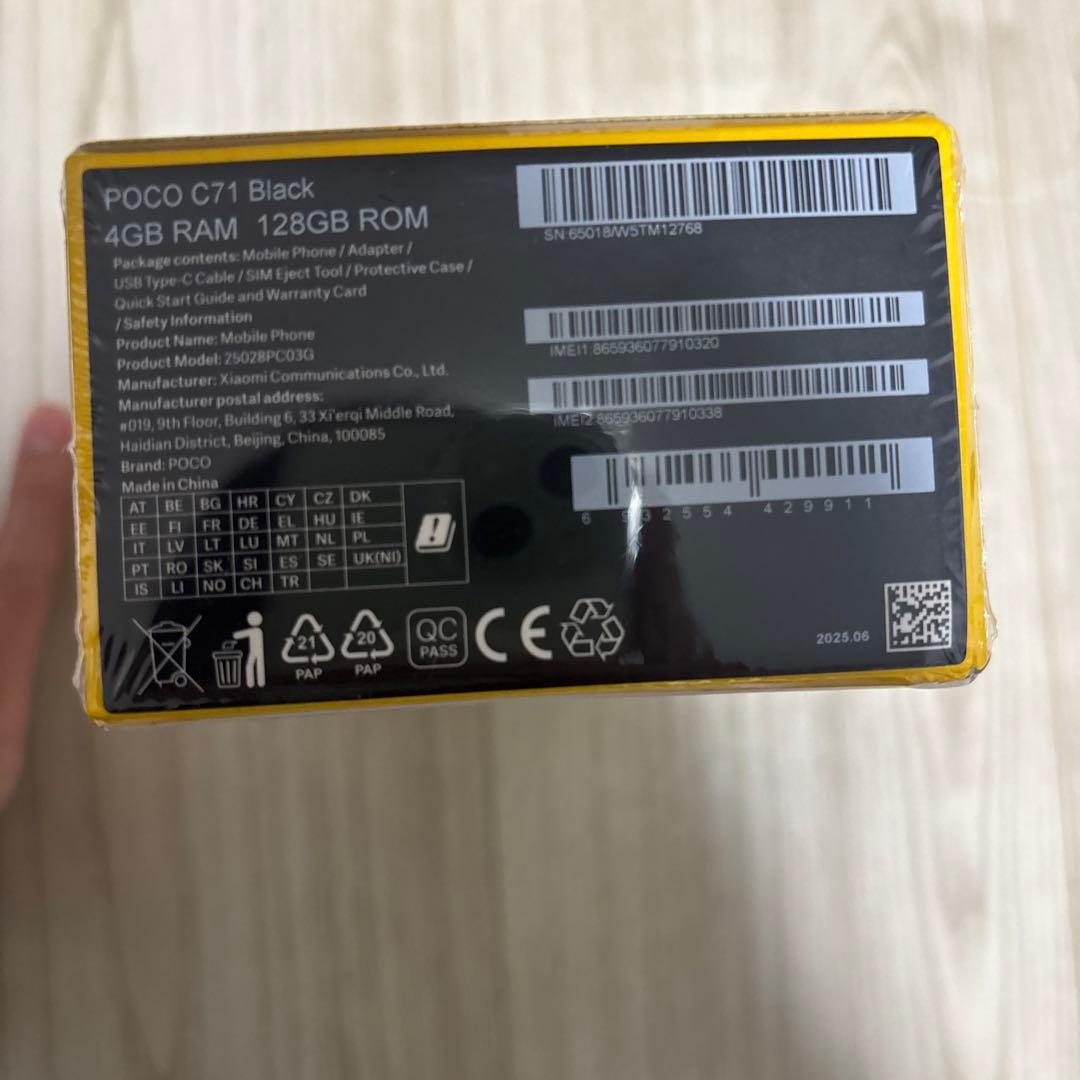 POCO C71 Black
4GB RAM 128GB ROM
Package contents: Mobile Phone / Adapter /
USB Type-C Cable / SIM Eject Tool / Protective Case /
Quick Start Guide and Warranty Card
/ Safety Information
Product Name: Mobile Phone
Product Model: 25028PC03G
Manufacturer: Xiaomi Communications Co., Ltd.
Manufacturer postal address:
#019, 9th Floor, Building 6, 33 Xi'erqi Middle Road,
Haidian District, Beijing, China, 100085
Brand: POCO
Made in China
AT BE BG HR CY CZ DK
EE FI FR DE EL HU IE
IT LV LT LU MT NL PL
PT RO SK SI ES SE UK(NI)
IS LI NO CH TR
21
PAP
20
PAP
QC
PASS
CE
SN:65018/W5TM12768
IMEI1:865936077910320
IMEI2:865936077910338
6 932554 429911
2025.06